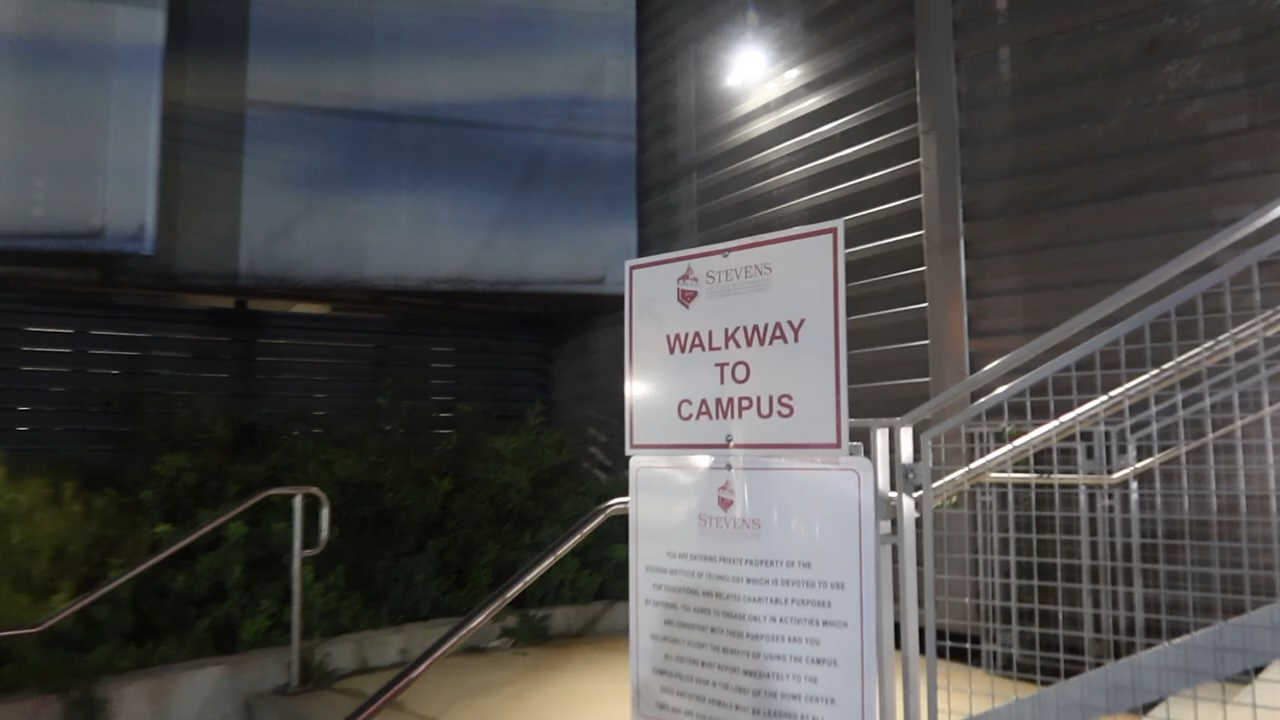 STEVENS
WALKWAY
TO
CAMPUS
STEVENS
YOU ARE ENTERING PRIVATE PROPERTY OF THE
STEVENS INSTITUTE OF TECHNOLOGY WHICH IS DEVOTED TO USE
FOR EDUCATIONAL AND RELATED CHARITABLE PURPOSES.
BY ENTERING, YOU AGREE TO ENGAGE ONLY IN ACTIVITIES WHICH
ARE CONSISTENT WITH THESE PURPOSES AND YOU
VOLUNTARILY ACCEPT THE BENEFITS OF USING THE CAMPUS.
ALL VISITORS MUST REPORT IMMEDIATELY TO THE
CAMPUS POLICE DESK IN THE LOBBY OF THE HOWE CENTER.
DOGS AND OTHER ANIMALS MUST BE LEASHED AT ALL